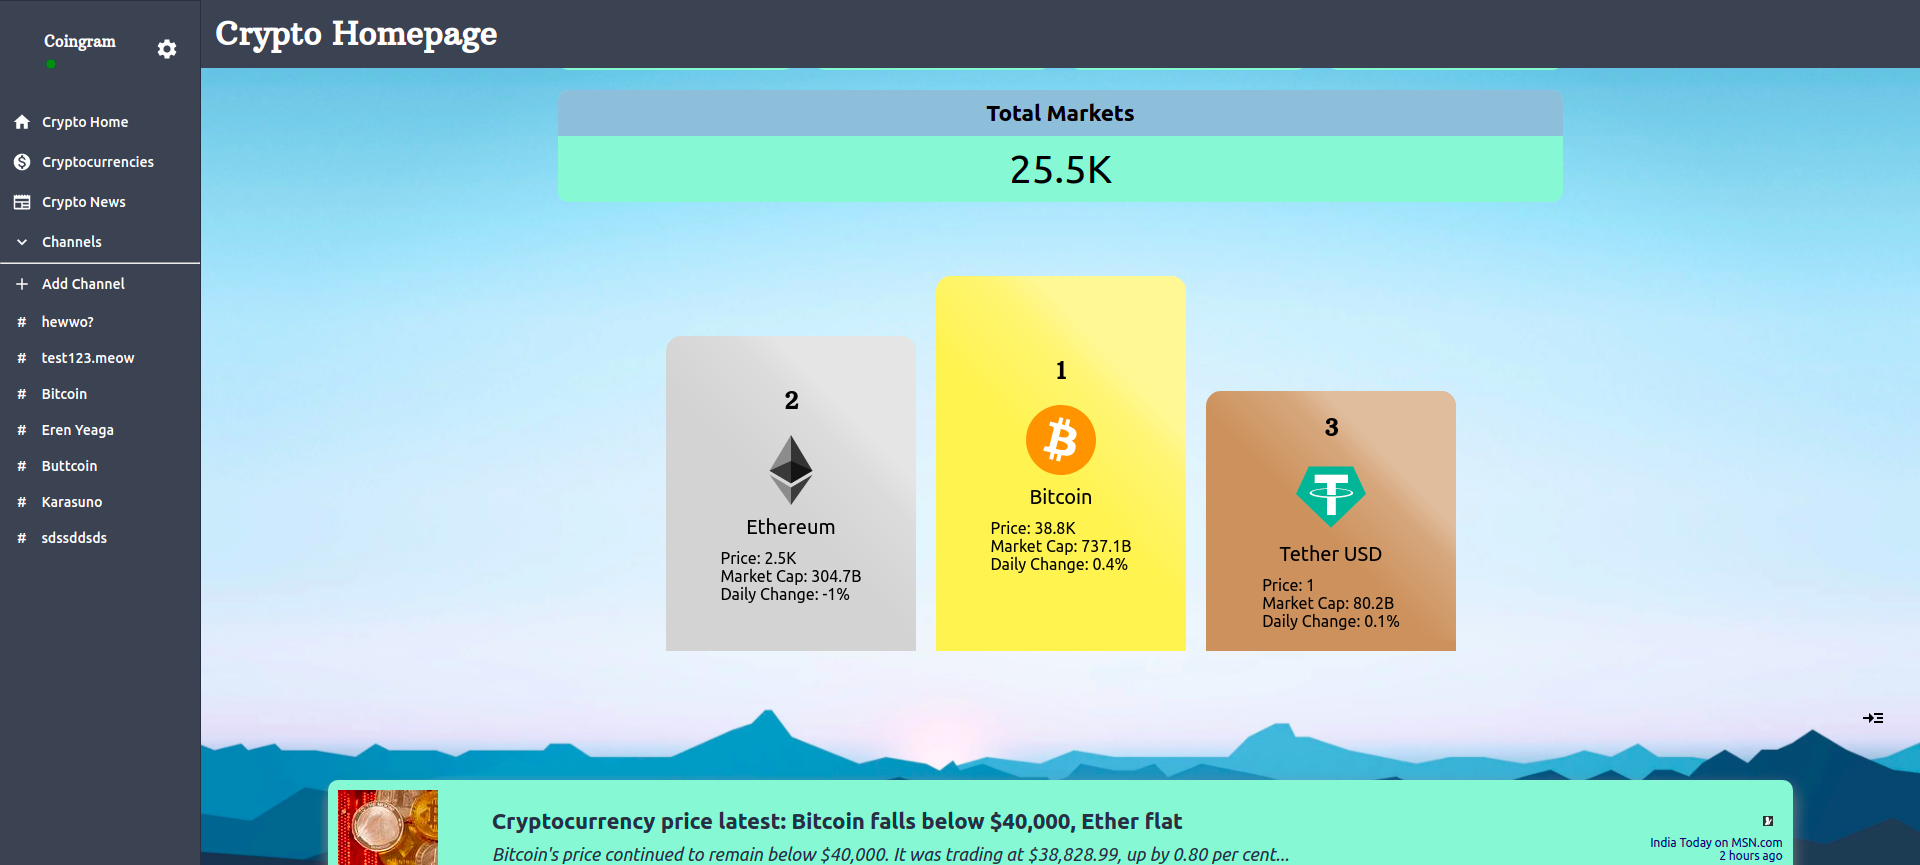 Coingram
Crypto Homepage
Crypto Home
Cryptocurrencies
Crypto News
Channels
Add Channel
# hewwo?
# test123.meow
# Bitcoin
# Eren Yeaga
# Buttcoin
# Karasuno
# sdssddsds
Total Markets
25.5K
2
Ethereum
Price: 2.5K
Market Cap: 304.7B
Daily Change: -1%
1
Bitcoin
Price: 38.8K
Market Cap: 737.1B
Daily Change: 0.4%
3
Tether USD
Price: 1
Market Cap: 80.2B
Daily Change: 0.1%
Cryptocurrency price latest: Bitcoin falls below $40,000, Ether flat
Bitcoin's price continued to remain below $40,000. It was trading at $38,828.99, up by 0.80 per cent...
India Today on MSN.com
2 hours ago